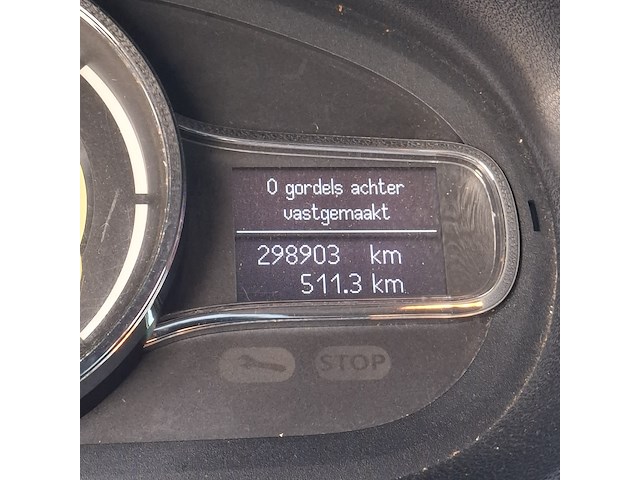 0 gordels achter
vastgemaakt
298903 km
511.3 km
STOP